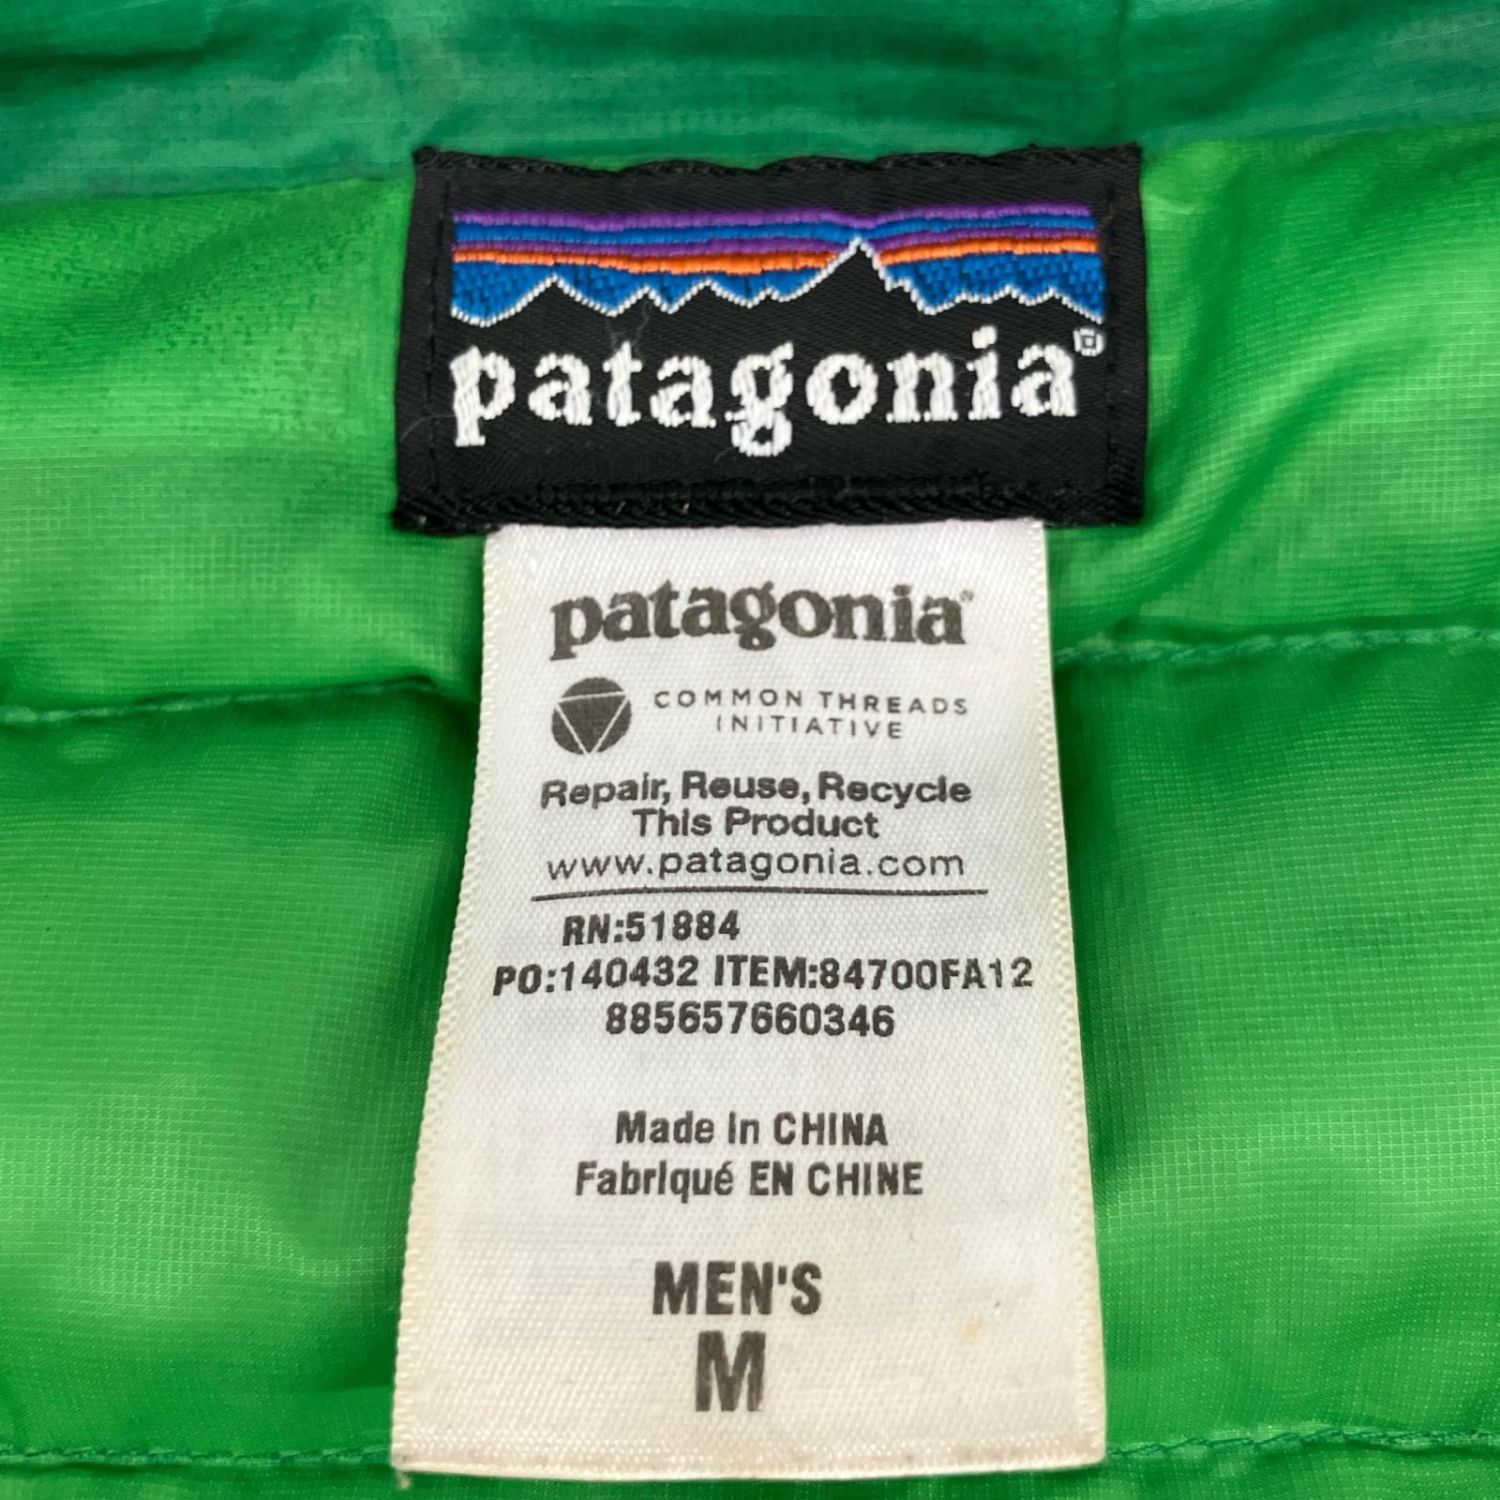 patagonia®
patagonia®
COMMON THREADS
INITIATIVE
Repair, Reuse, Recycle
This Product
www.patagonia.com
RN:51884
PO:140432 ITEM:84700FA12
885657660346
Made In CHINA
Fabriqué EN CHINE
MEN'S
M